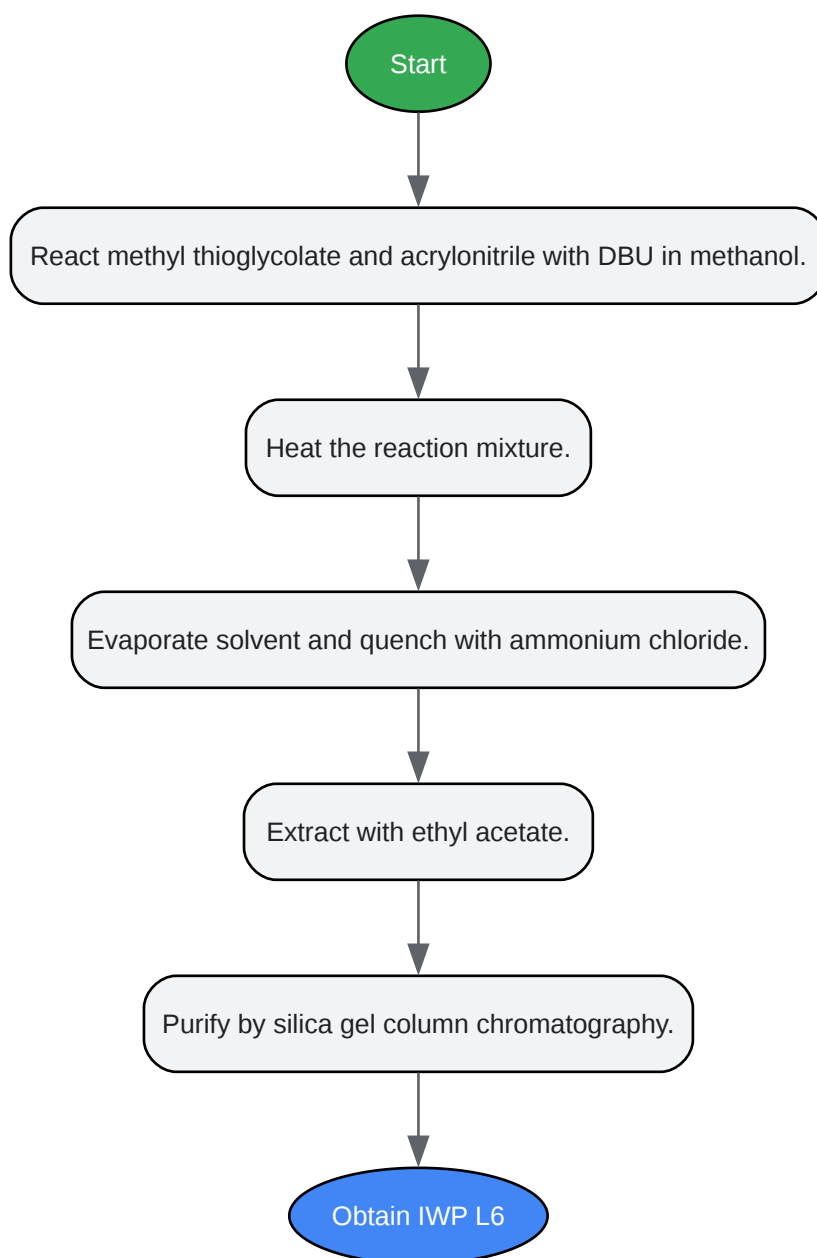 Start
React methyl thioglycolate and acrylonitrile with DBU in methanol.
Heat the reaction mixture.
Evaporate solvent and quench with ammonium chloride.
Extract with ethyl acetate.
Purify by silica gel column chromatography.
Obtain IWP L6